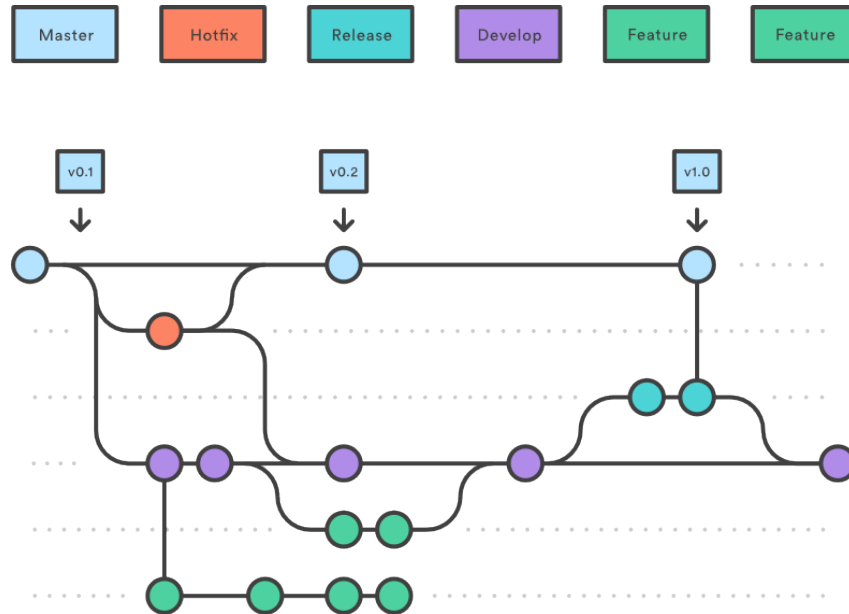 Master
Hotfix
Release
Develop
Feature
Feature
v0.1
v0.2
v1.0